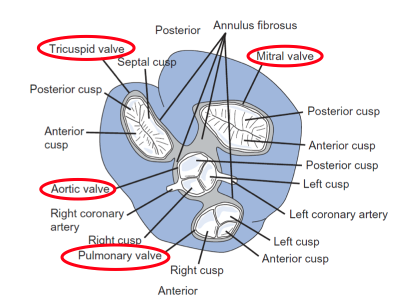 Posterior
Annulus fibrosus
Tricuspid valve
Septal cusp
Mitral valve
Posterior cusp
Anterior
cusp
Posterior cusp
Anterior cusp
Posterior cusp
Aortic valve
Left cusp
Right coronary
artery
Left coronary artery
Right cusp
Left cusp
Pulmonary valve
Anterior cusp
Right cusp
Anterior